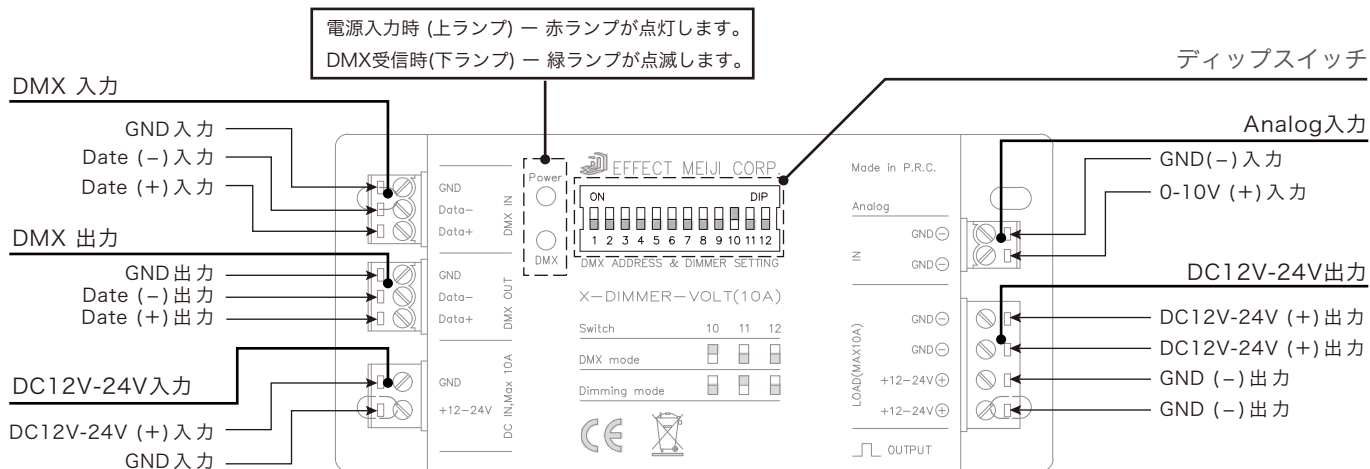 電源入力時 (上ランプ) ー 赤ランプが点灯します。
DMX受信時(下ランプ) ー 緑ランプが点滅します。
ディップスイッチ
DMX 入力
GND入力
Date (−)入力
Date (+)入力
DMX 出力
GND出力
Date (−)出力
Date (+)出力
DC12V-24V入力
DC12V-24V (+)入力
GND入力
GND
Data−
Data+
DMX IN
GND
Data−
Data+
DMX OUT
GND
+12−24V
DC IN,Max 10A
Power
DMX
EFFECT MEIJI CORP.
ON DIP
1 2 3 4 5 6 7 8 9 10 11 12
DMX ADDRESS & DIMMER SETTING
X−DIMMER−VOLT(10A)
Switch 10 11 12
DMX mode
Dimming mode
CE
Made in P.R.C.
Analog
GND⊖
GND⊖
IN
GND⊖
GND⊖
+12−24V⊕
+12−24V⊕
LOAD(MAX10A)
OUTPUT
Analog入力
GND(−)入力
0-10V (+)入力
DC12V-24V出力
DC12V-24V (+)出力
DC12V-24V (+)出力
GND (−)出力
GND (−)出力